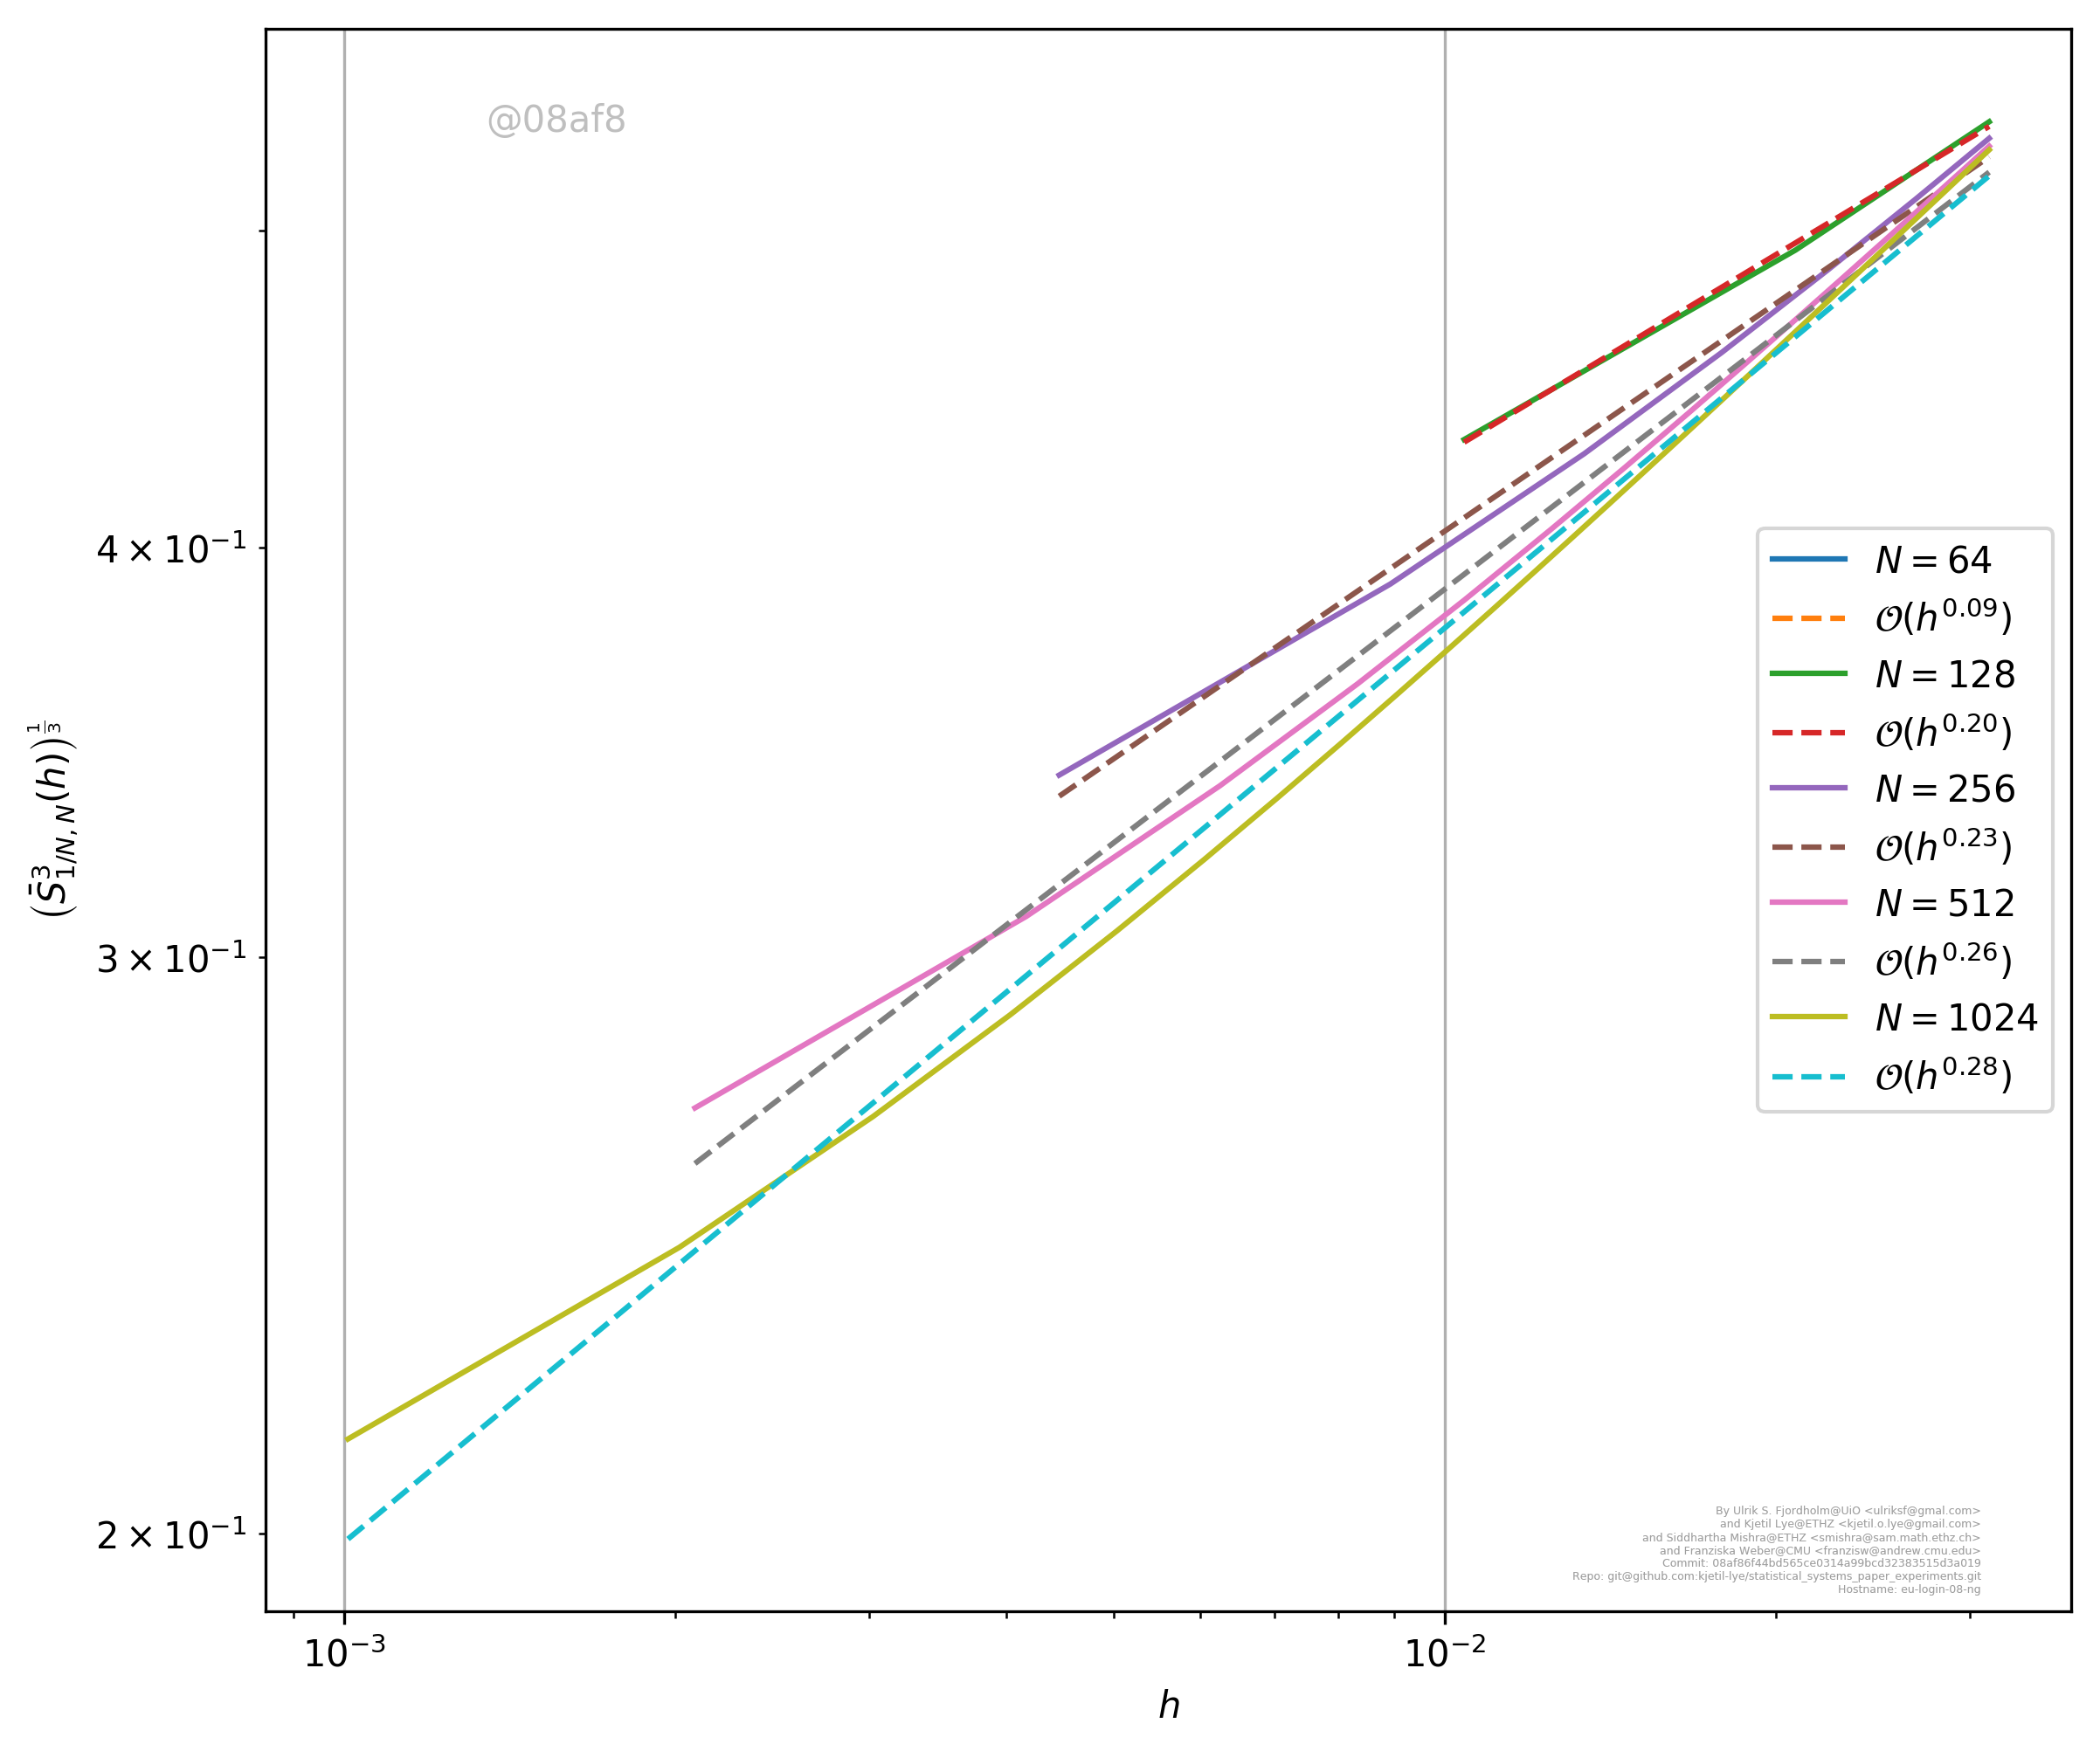 @08af8
4 × 10⁻¹
3 × 10⁻¹
2 × 10⁻¹
(S̄³₁/N, N(h))^(1/3)
N = 64
𝒪(h^0.09)
N = 128
𝒪(h^0.20)
N = 256
𝒪(h^0.23)
N = 512
𝒪(h^0.26)
N = 1024
𝒪(h^0.28)
By Ulrik S. Fjordholm@UiO <ulriksf@gmal.com>
and Kjetil Lye@ETHZ <kjetil.o.lye@gmail.com>
and Siddhartha Mishra@ETHZ <smishra@sam.math.ethz.ch>
and Franziska Weber@CMU <franzisw@andrew.cmu.edu>
Commit: 08af86f44bd565ce0314a99bcd32383515d3a019
Repo: git@github.com:kjetil-lye/statistical_systems_paper_experiments.git
Hostname: eu-login-08-ng
10⁻³
10⁻²
h